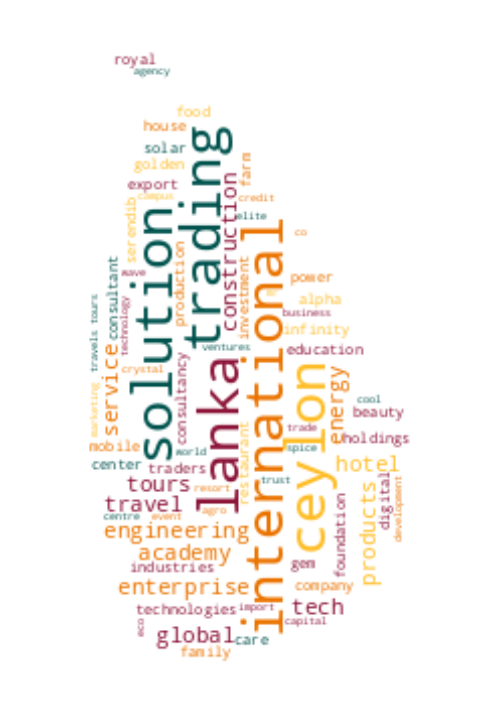 royal
agency
food
house
solar
golden
export
campus
serendib
trading
farm
credit
elite
solution
construction
co
wave
production
consultant
investment
international
power
alpha
business
infinity
travels tours
technology
ventures
education
crystal
service
consultancy
lanka
ceylon
energy
cool
beauty
marketing
mobile
world
restaurant
trade
spice
holdings
center
traders
hotel
tours
resort
trust
travel
agro
products
digital
development
centre
event
engineering
foundation
academy
industries
gem
enterprise
company
technologies
import
tech
eco
capital
global
care
family